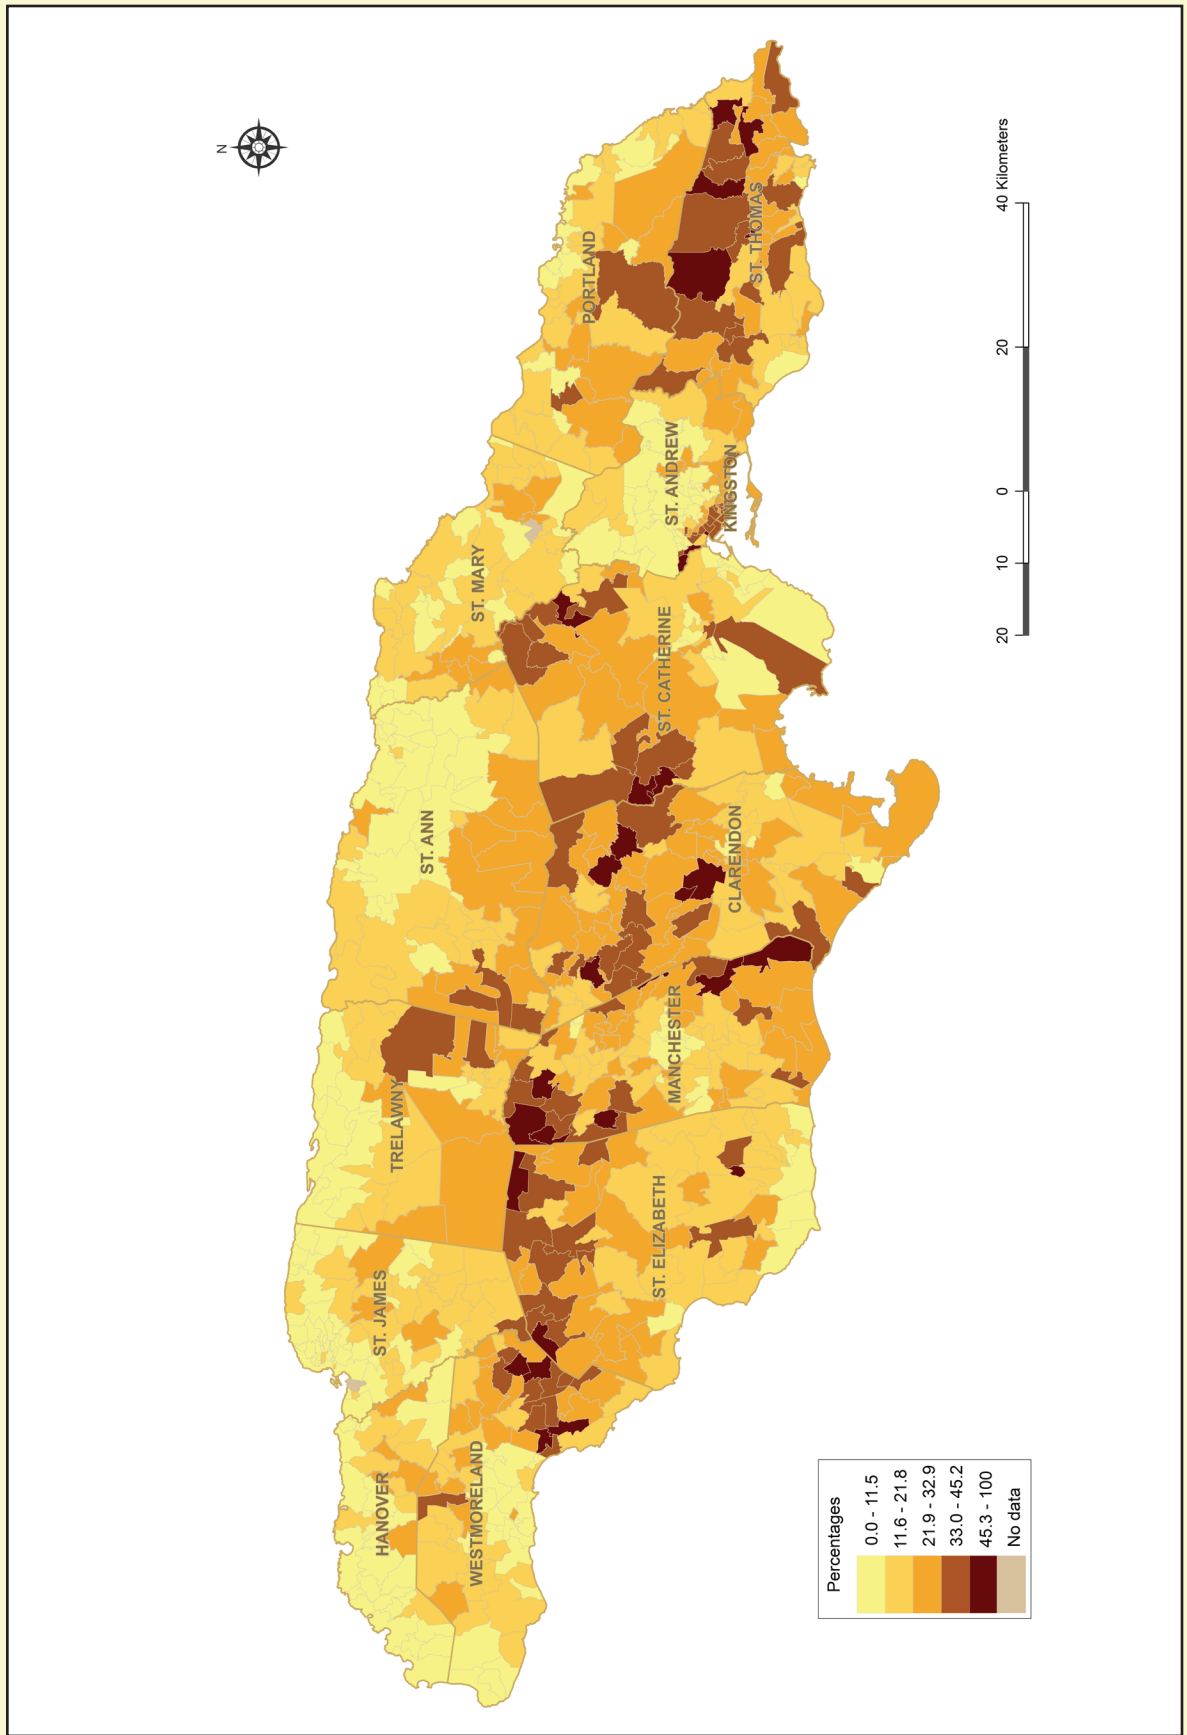 N
HANOVER
ST. JAMES
TRELAWNY
ST. ANN
ST. MARY
PORTLAND
WESTMORELAND
ST. ELIZABETH
MANCHESTER
CLARENDON
ST. CATHERINE
ST. ANDREW
KINGSTON
ST. THOMAS
Percentages
0.0 - 11.5
11.6 - 21.8
21.9 - 32.9
33.0 - 45.2
45.3 - 100
No data
20 10 0 20 40 Kilometers